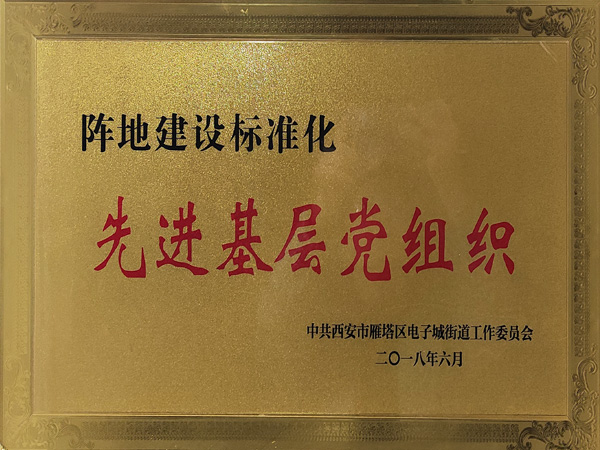 阵地建设标准化
先进基层党组织
中共西安市雁塔区电子城街道工作委员会
二〇一八年六月